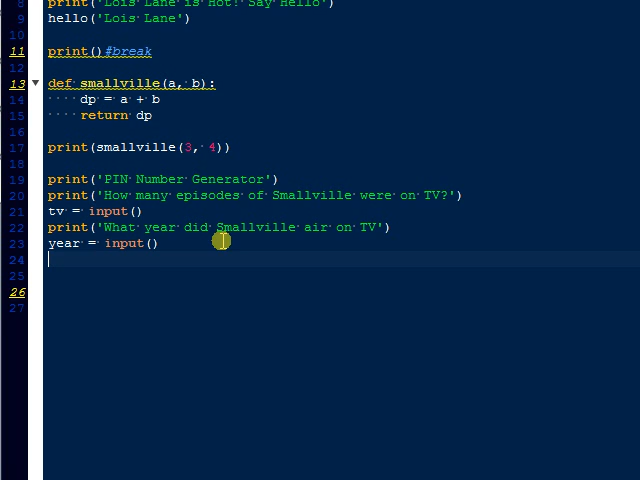 8 print('Lois Lane is Hot! Say Hello')
9 hello('Lois Lane')
10
11 print()#break
12
13 def smallville(a, b):
14     dp = a + b
15     return dp
16
17 print(smallville(3, 4))
18
19 print('PIN Number Generator')
20 print('How many episodes of Smallville were on TV?')
21 tv = input()
22 print('What year did Smallville air on TV')
23 year = input()
24
25
26
27